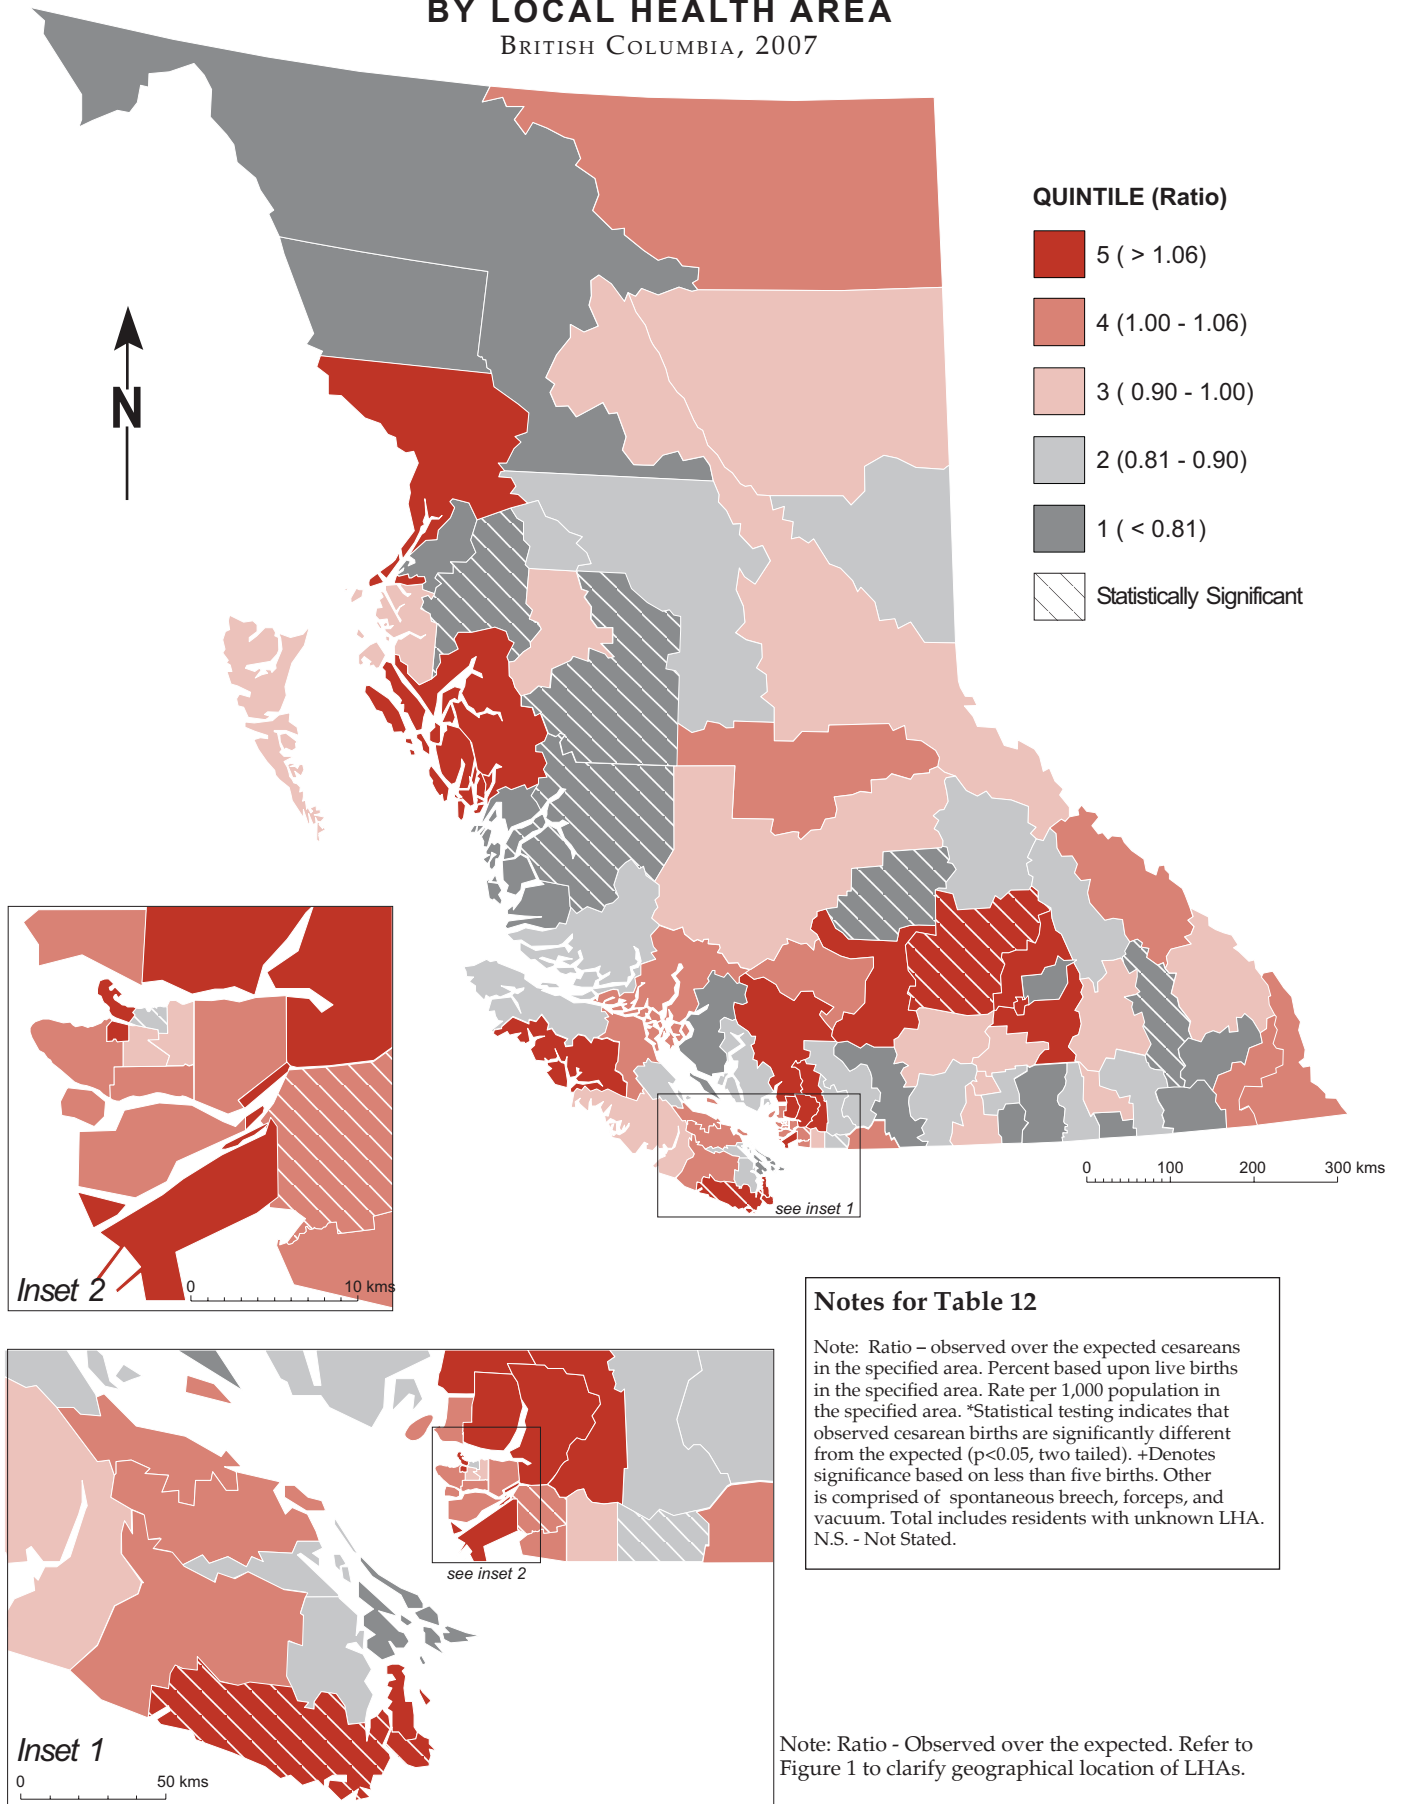 BY LOCAL HEALTH AREA
British Columbia, 2007
QUINTILE (Ratio)
5 ( > 1.06)
4 (1.00 - 1.06)
3 ( 0.90 - 1.00)
2 (0.81 - 0.90)
1 ( < 0.81)
Statistically Significant
N
0 100 200 300 kms
see inset 1
Inset 2
0 10 kms
Notes for Table 12
Note: Ratio – observed over the expected cesareans
in the specified area. Percent based upon live births
in the specified area. Rate per 1,000 population in
the specified area. *Statistical testing indicates that
observed cesarean births are significantly different
from the expected (p<0.05, two tailed). +Denotes
significance based on less than five births. Other
is comprised of spontaneous breech, forceps, and
vacuum. Total includes residents with unknown LHA.
N.S. - Not Stated.
see inset 2
Inset 1
0 50 kms
Note: Ratio - Observed over the expected. Refer to
Figure 1 to clarify geographical location of LHAs.